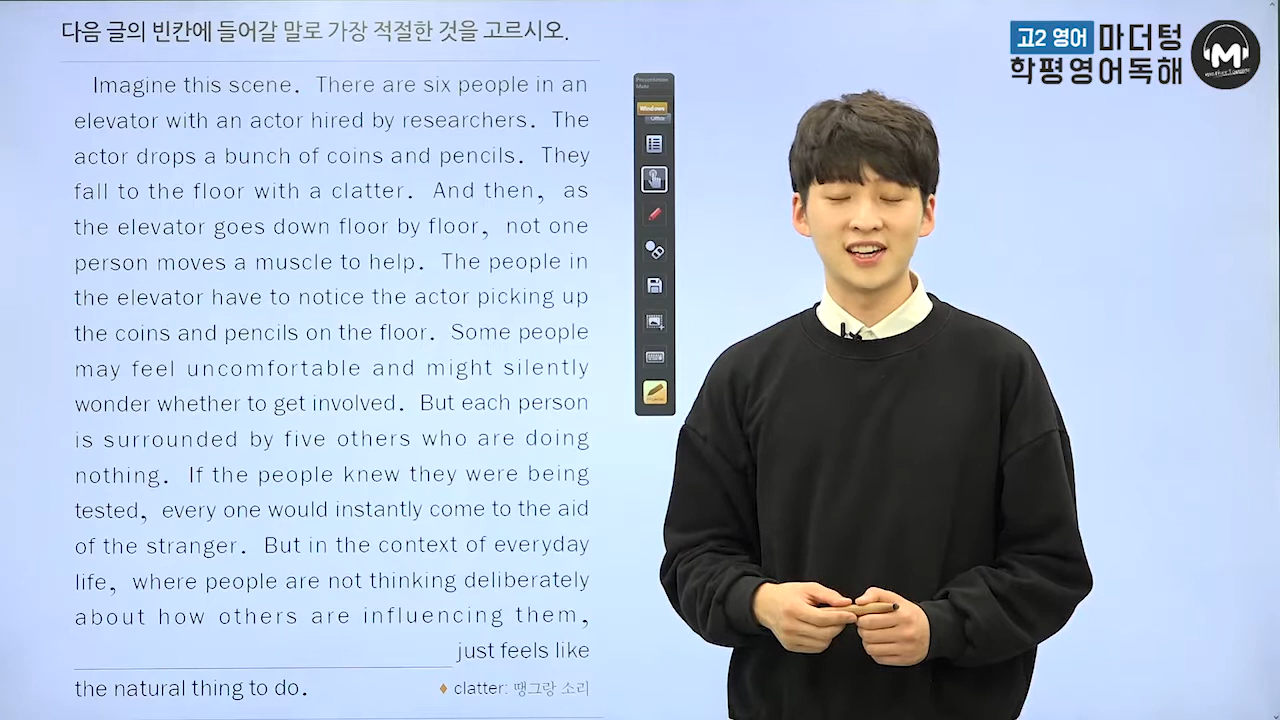 다음 글의 빈칸에 들어갈 말로 가장 적절한 것을 고르시오.
Imagine this scene. There are six people in an
elevator with an actor hired by researchers. The
actor drops a bunch of coins and pencils. They
fall to the floor with a clatter. And then, as
the elevator goes down floor by floor, not one
person moves a muscle to help. The people in
the elevator have to notice the actor picking up
the coins and pencils on the floor. Some people
may feel uncomfortable and might silently
wonder whether to get involved. But each person
is surrounded by five others who are doing
nothing. If the people knew they were being
tested, every one would instantly come to the aid
of the stranger. But in the context of everyday
life, where people are not thinking deliberately
about how others are influencing them,
just feels like
the natural thing to do.
♦ clatter: 땡그랑 소리
Presentation
Mate
Windows
Office
고2 영어 마더텅
학평영어독해
M